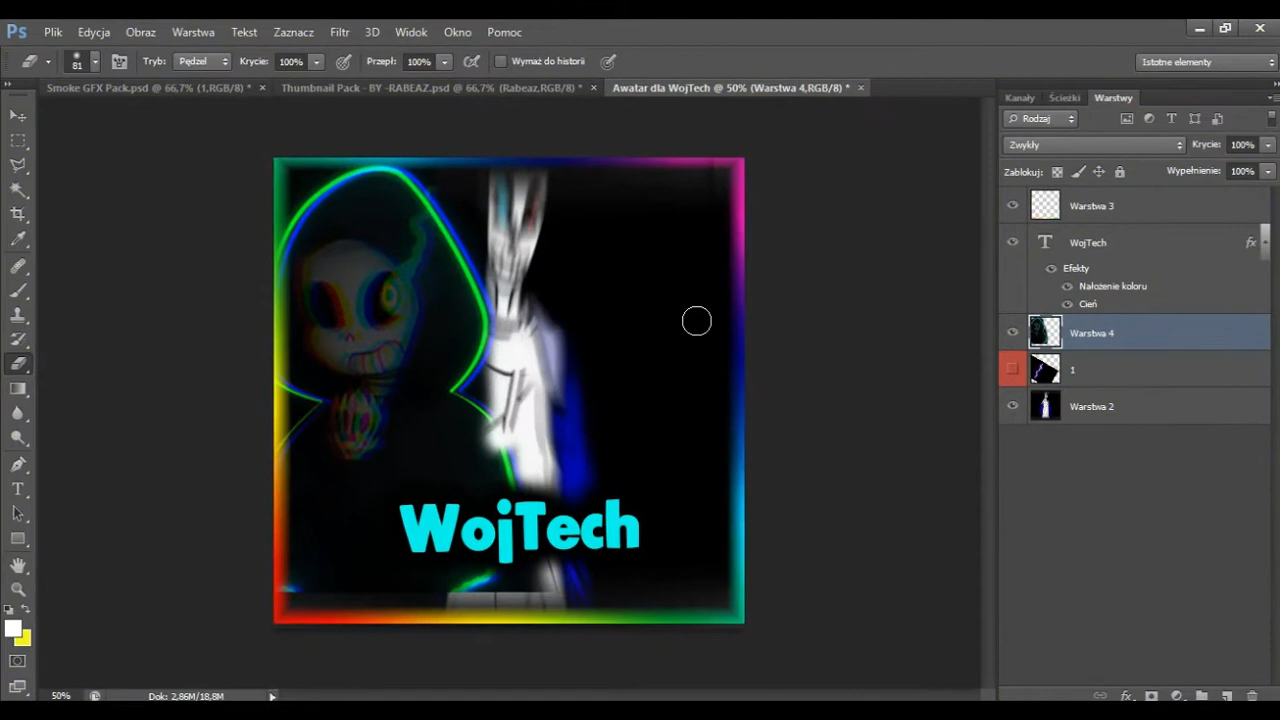 Ps Plik Edycja Obraz Warstwa Tekst Zaznacz Filtr 3D Widok Okno Pomoc
81 Tryb: Pędzel Krycie: 100% Przepł: 100% Wymaż do historii Istotne elementy
Smoke GFX Pack.psd @ 66,7% (1,RGB/8) * × Thumbnail Pack - BY -RABEAZ.psd @ 66,7% (Rabeaz,RGB/8) * × Awatar dla WojTech @ 50% (Warstwa 4,RGB/8) * ×
Kanały Ścieżki Warstwy
Rodzaj
Zwykły Krycie: 100%
Zablokuj: Wypełnienie: 100%
Warstwa 3
WojTech fx
Efekty
Nałożenie koloru
Cień
Warstwa 4
1
Warstwa 2
WojTech
50% Dok: 2,86M/18,8M